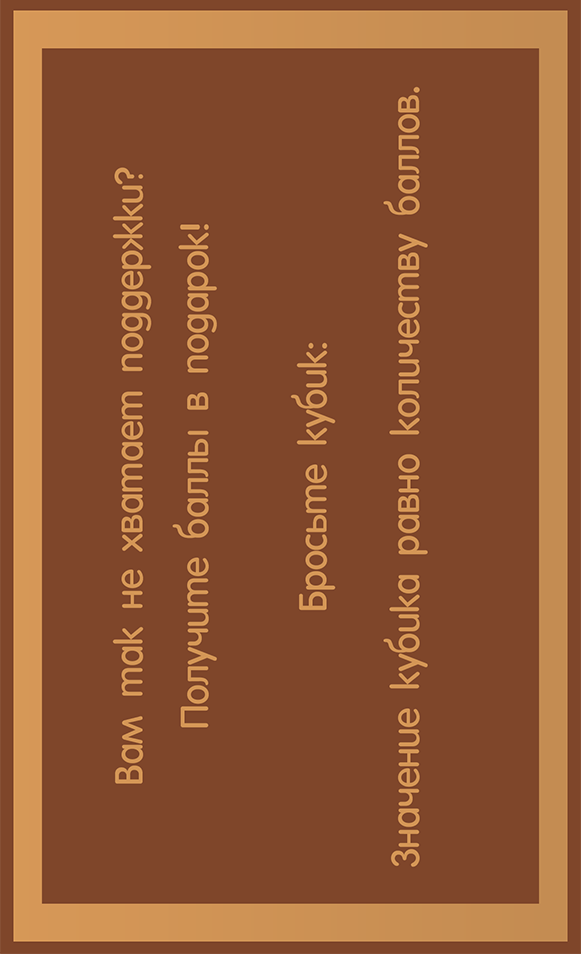 Вам так не хватает поддержки?
Получите баллы в подарок!
Бросьте кубик:
Значение кубика равно количеству баллов.